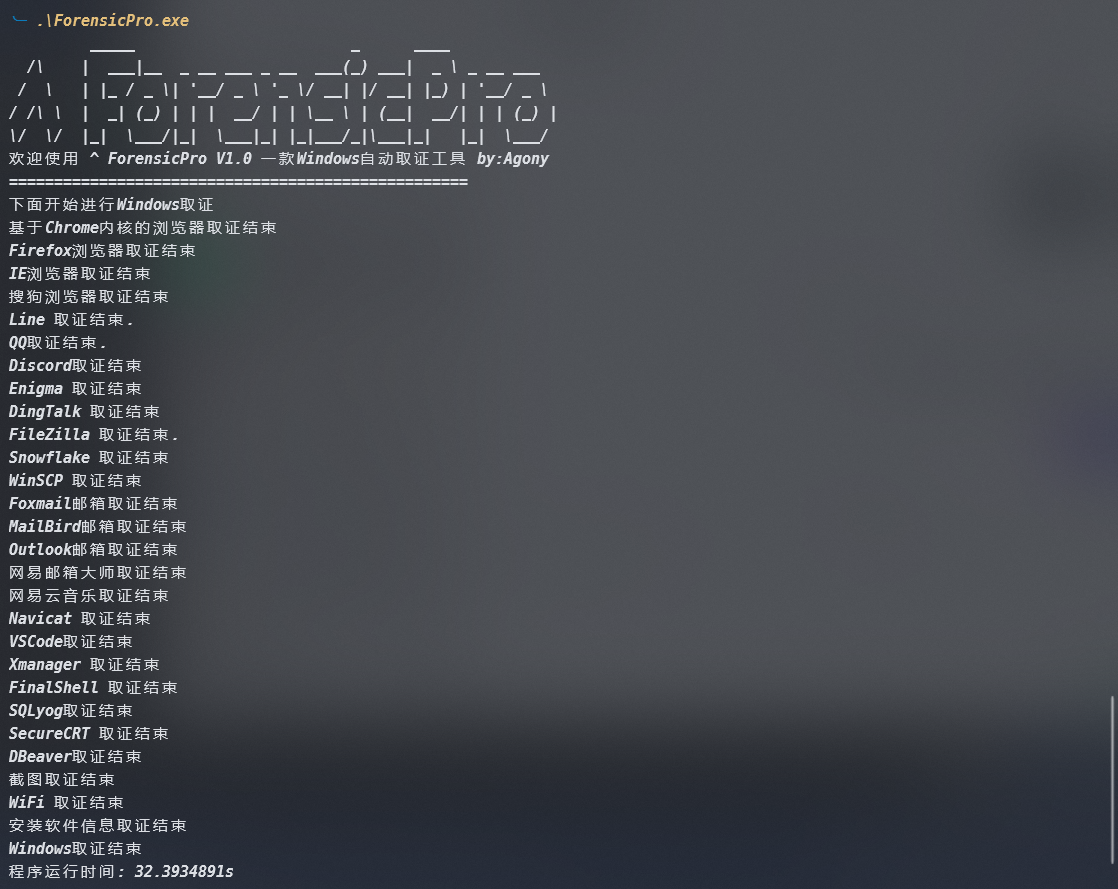 .\ForensicPro.exe
ForensicPro
欢迎使用 ^ ForensicPro V1.0 一款Windows自动取证工具 by:Agony
===================================================
下面开始进行Windows取证
基于Chrome内核的浏览器取证结束
Firefox浏览器取证结束
IE浏览器取证结束
搜狗浏览器取证结束
Line 取证结束.
QQ取证结束.
Discord取证结束
Enigma 取证结束
DingTalk 取证结束
FileZilla 取证结束.
Snowflake 取证结束
WinSCP 取证结束
Foxmail邮箱取证结束
MailBird邮箱取证结束
Outlook邮箱取证结束
网易邮箱大师取证结束
网易云音乐取证结束
Navicat 取证结束
VSCode取证结束
Xmanager 取证结束
FinalShell 取证结束
SQLyog取证结束
SecureCRT 取证结束
DBeaver取证结束
截图取证结束
WiFi 取证结束
安装软件信息取证结束
Windows取证结束
程序运行时间: 32.3934891s